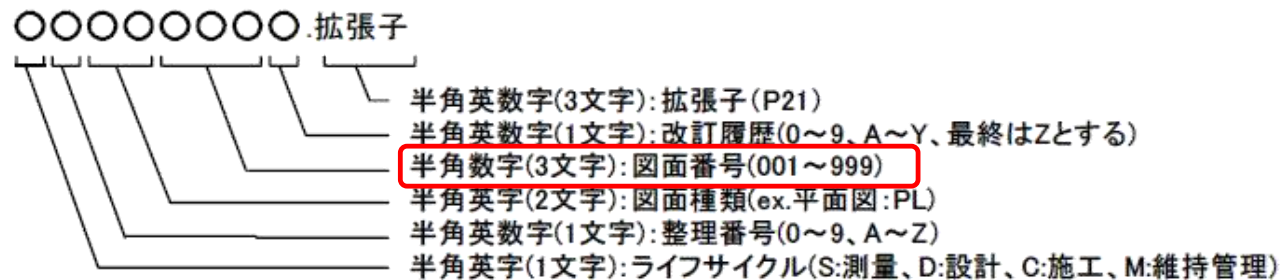 ○○○○○○○○.拡張子
半角英数字(3文字):拡張子(P21)
半角英数字(1文字):改訂履歴(0～9、A～Y、最終はZとする)
半角数字(3文字):図面番号(001～999)
半角英字(2文字):図面種類(ex.平面図:PL)
半角英数字(1文字):整理番号(0～9、A～Z)
半角英字(1文字):ライフサイクル(S:測量、D:設計、C:施工、M:維持管理)